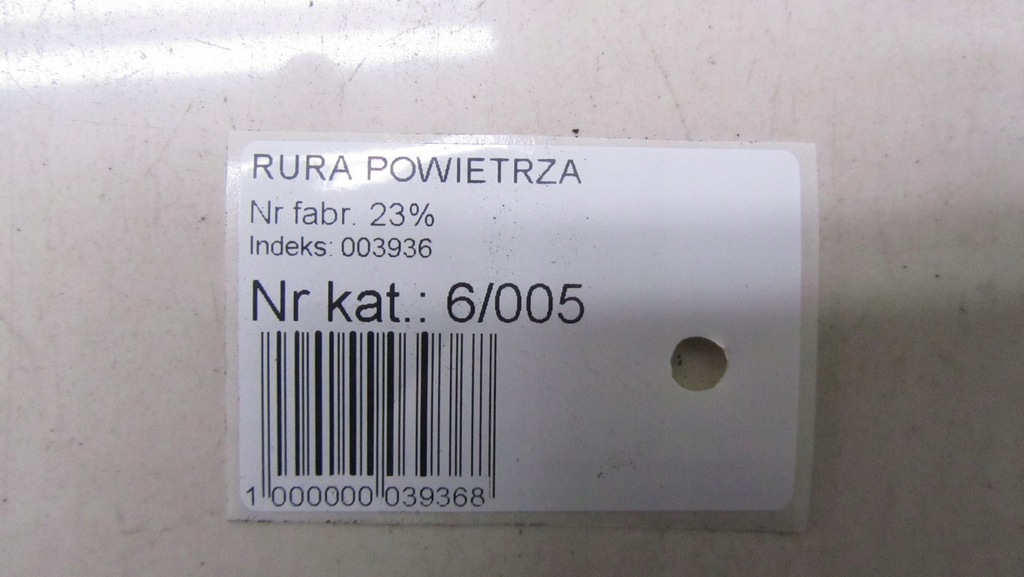 RURA POWIETRZA
Nr fabr. 23%
Indeks: 003936
Nr kat.: 6/005
1 000000 039368